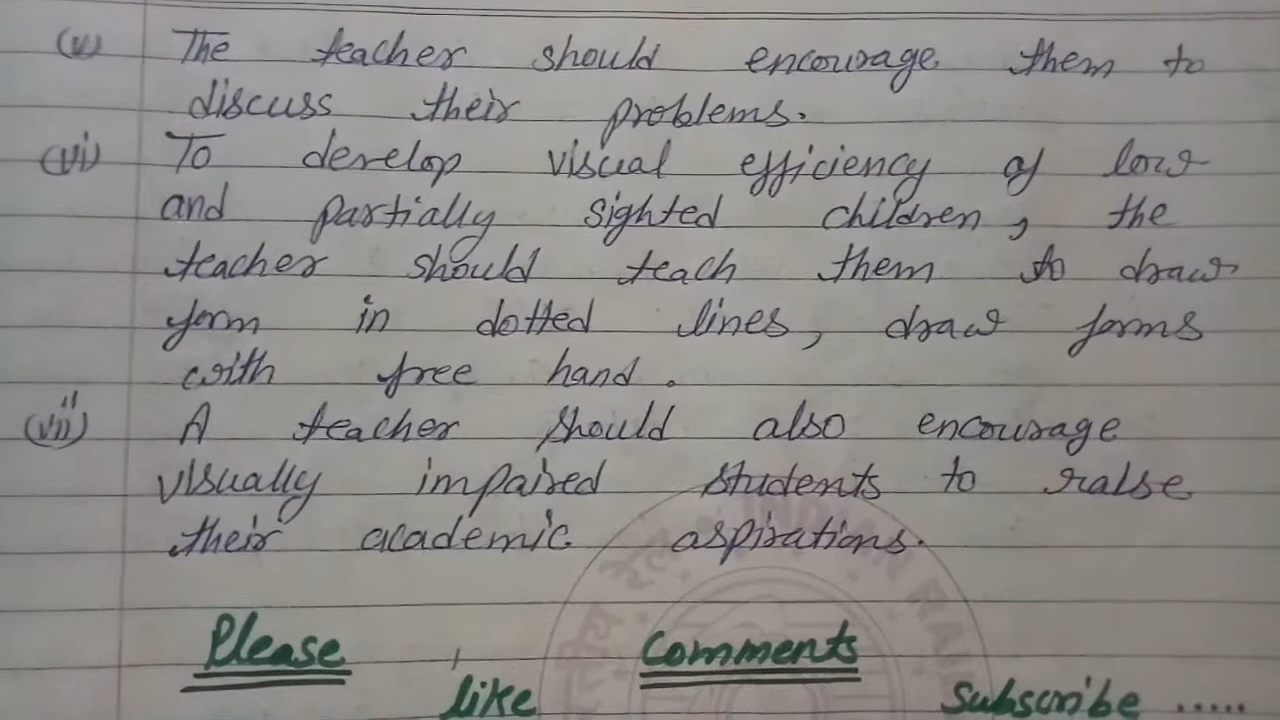 (v) The teacher should encourage them to
discuss their problems.
(vi) To develop visual efficiency of low
and partially sighted children, the
teacher should teach them to draw
form in dotted lines, draw forms
with free hand.
(vii) A teacher should also encourage
visually impaired students to raise
their academic aspirations.
INDIAN RAI
Please comments
like subscribe .....